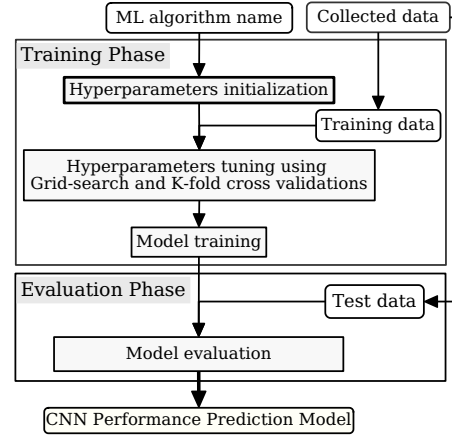 ML algorithm name
Collected data
Training Phase
Hyperparameters initialization
Training data
Hyperparameters tuning using
Grid-search and K-fold cross validations
Model training
Evaluation Phase
Test data
Model evaluation
CNN Performance Prediction Model